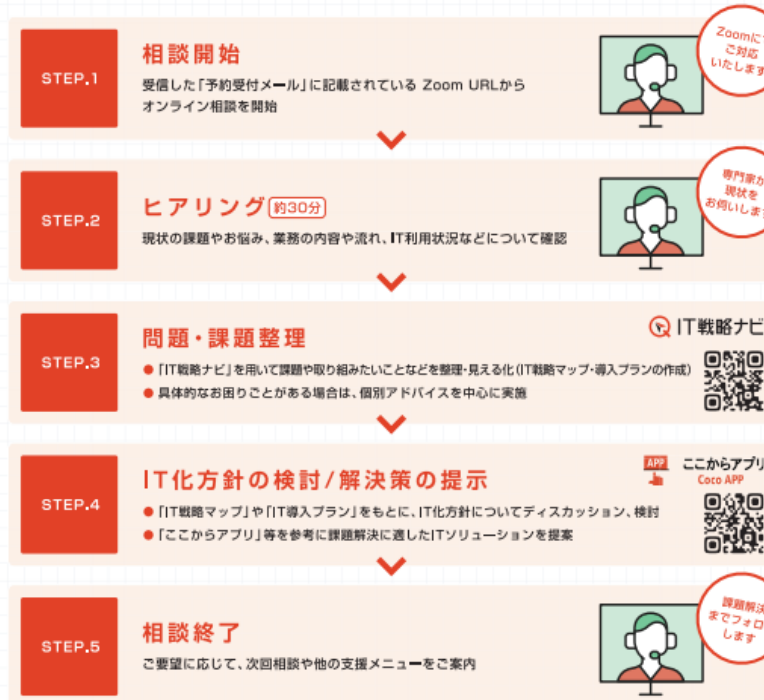 STEP.1
相談開始
受信した「予約受付メール」に記載されている Zoom URLから
オンライン相談を開始
Zoomにて
ご対応
いたします
STEP.2
ヒアリング 約30分
現状の課題やお悩み、業務の内容や流れ、IT利用状況などについて確認
専門家が
現状を
お伺いします
STEP.3
問題・課題整理
●「IT戦略ナビ」を用いて課題や取り組みたいことなどを整理・見える化(IT戦略マップ・導入プランの作成)
● 具体的なお困りごとがある場合は、個別アドバイスを中心に実施
IT戦略ナビ
STEP.4
IT化方針の検討/解決策の提示
●「IT戦略マップ」や「IT導入プラン」をもとに、IT化方針についてディスカッション、検討
●「ここからアプリ」等を参考に課題解決に適したITソリューションを提案
APP
ここからアプリ
Coco APP
STEP.5
相談終了
ご要望に応じて、次回相談や他の支援メニューをご案内
課題解決
までフォロー
します